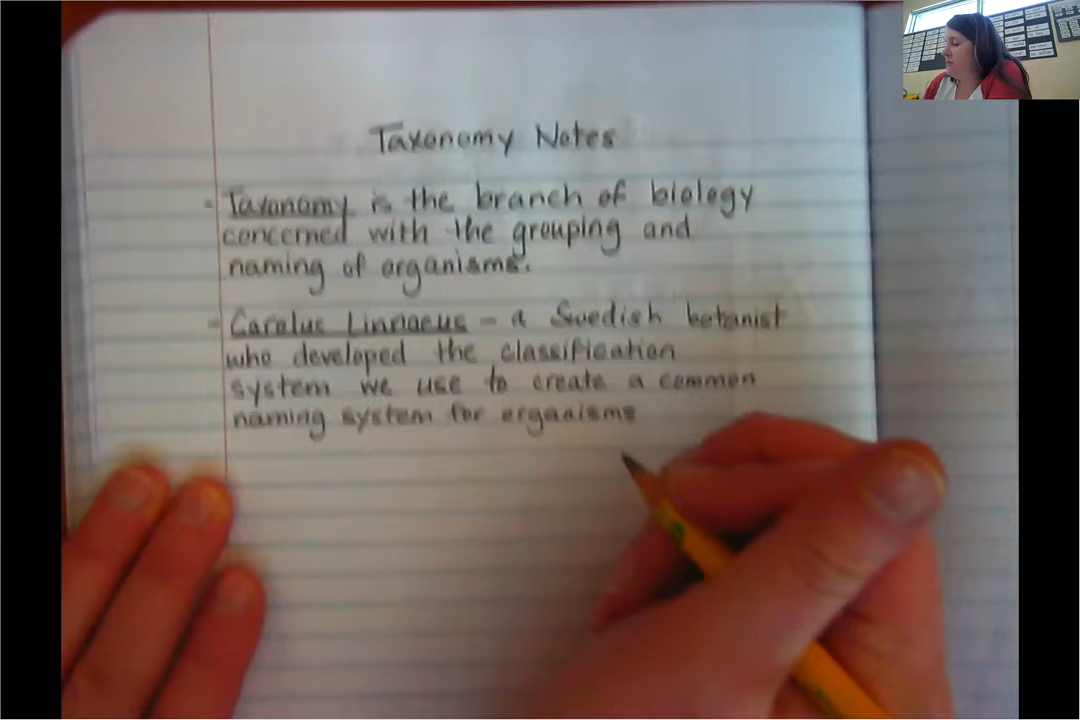 Taxonomy Notes
- Taxonomy is the branch of biology
concerned with the grouping and
naming of organisms.
- Carolus Linnaeus - a Swedish botanist
who developed the classification
system we use to create a common
naming system for organisms